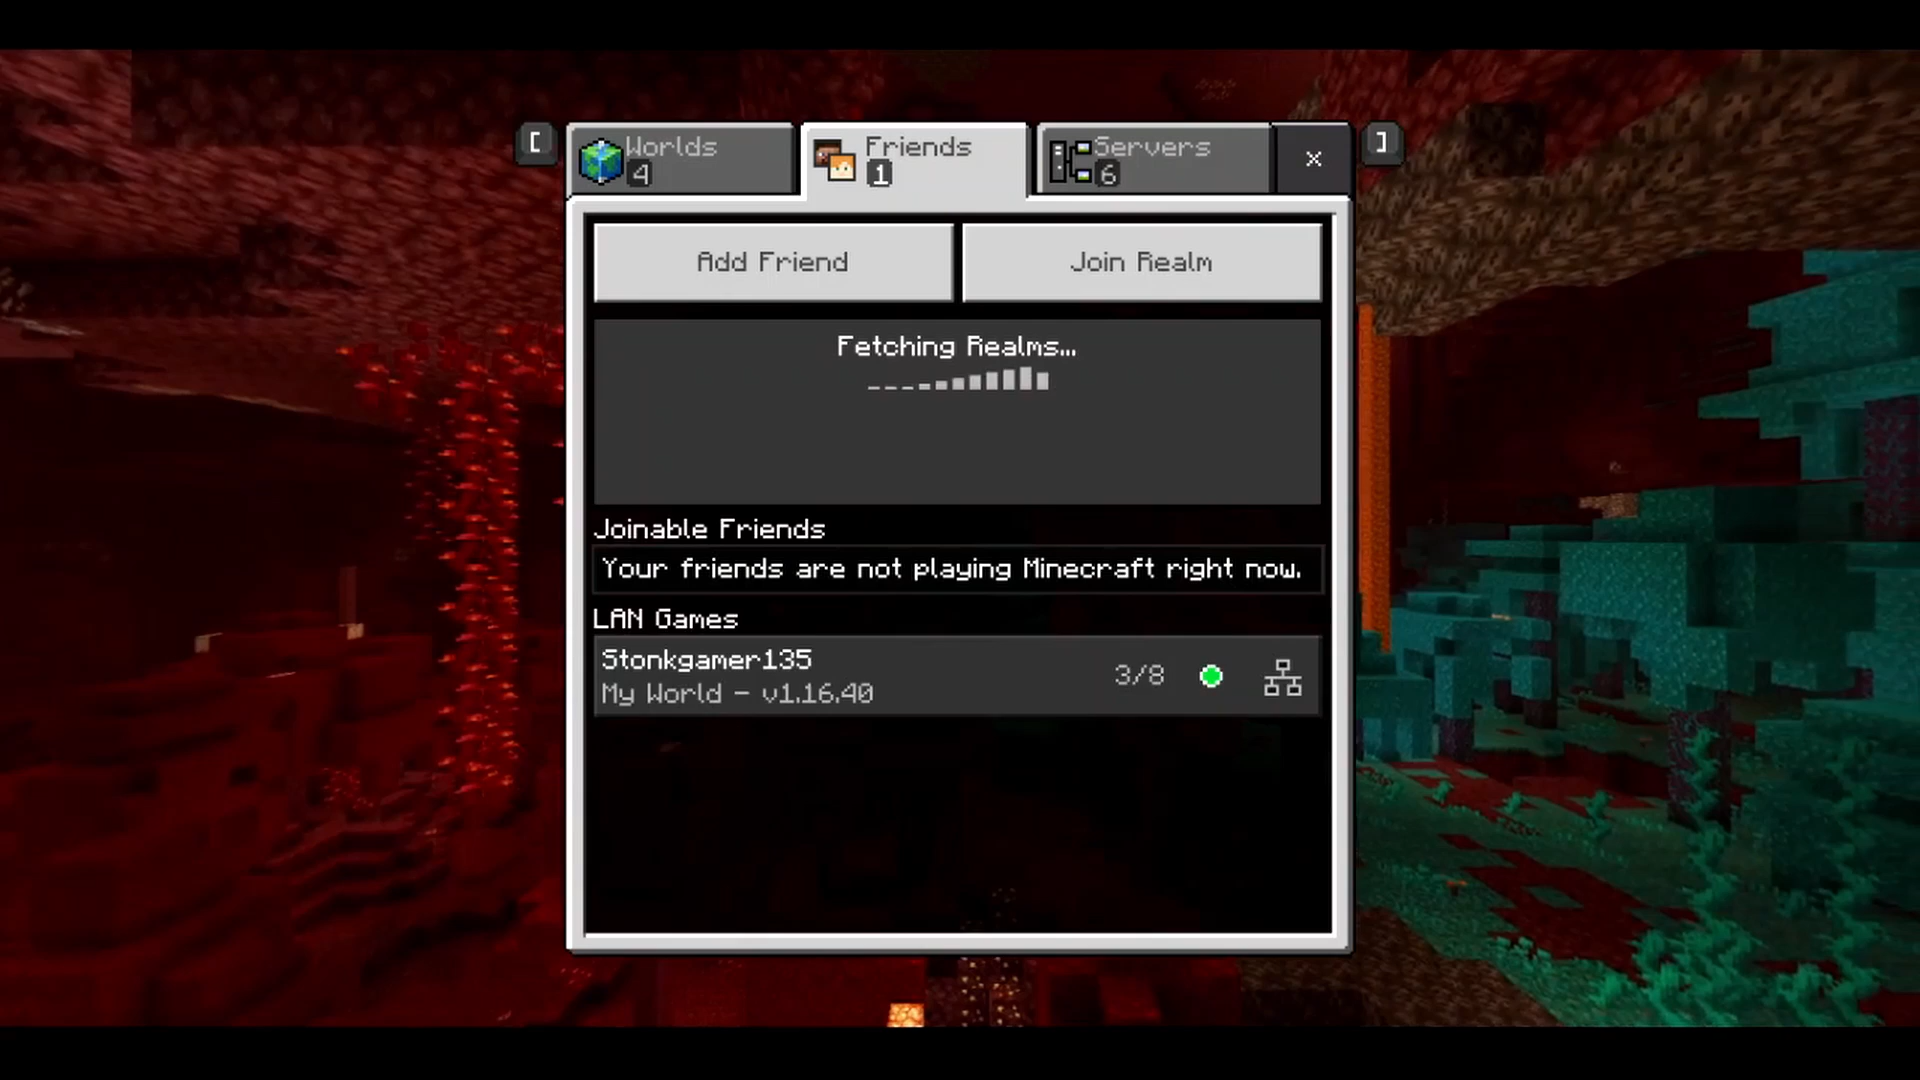 [
Worlds
4
Friends
1
Servers
6
x
]
Add Friend
Join Realm
Fetching Realms...
Joinable Friends
Your friends are not playing Minecraft right now.
LAN Games
Stonkgamer135
My World - v1.16.40
3/8